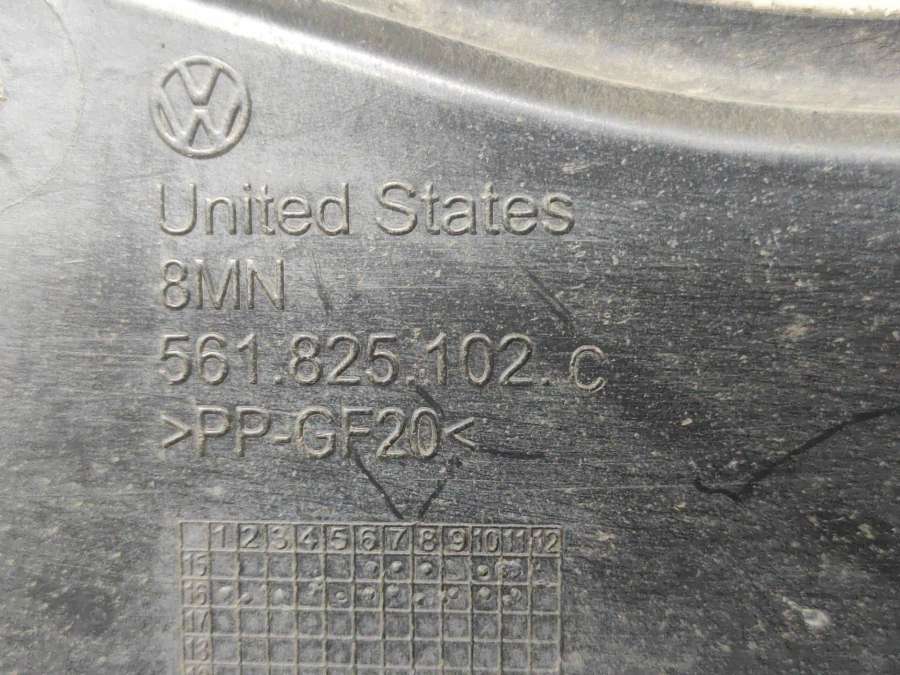 United States
8MN
561.825.102.C
>PP-GF20<
1 2 3 4 5 6 7 8 9 10 11 12
15
16
17
18